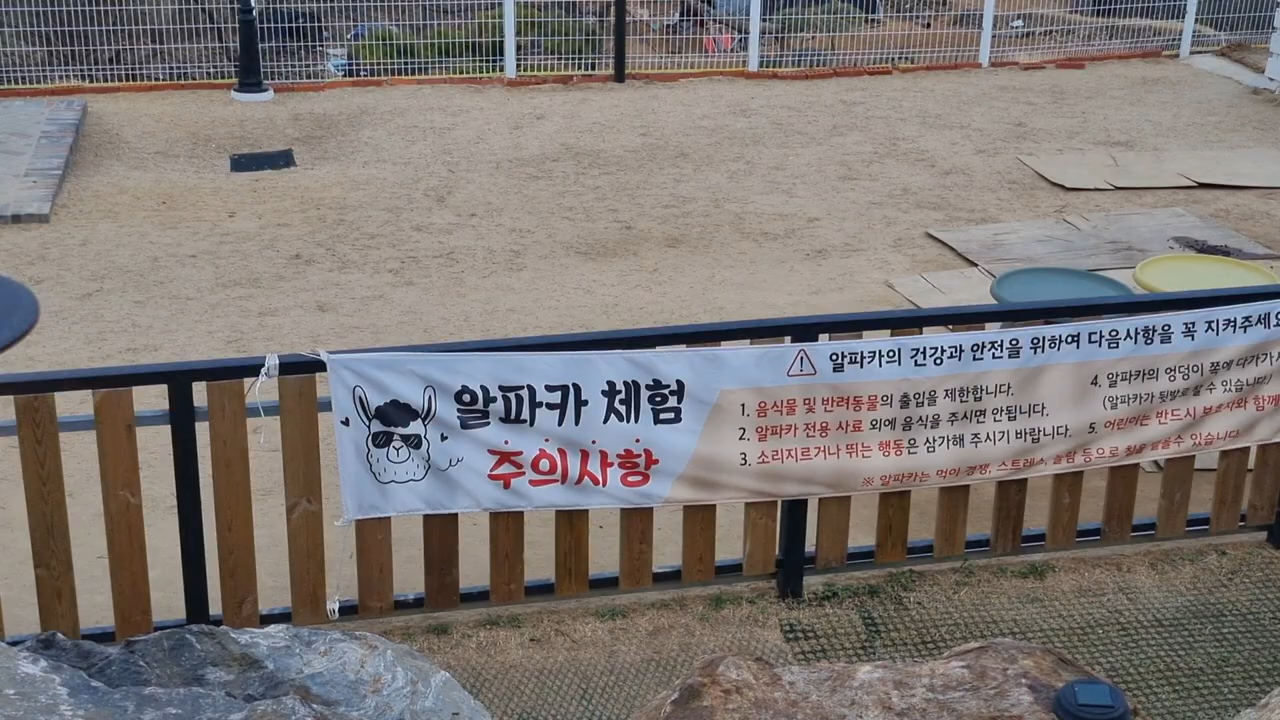 알파카 체험
주의사항
알파카의 건강과 안전을 위하여 다음사항을 꼭 지켜주세요
1. 음식물 및 반려동물의 출입을 제한합니다.
2. 알파카 전용 사료 외에 음식을 주시면 안됩니다.
3. 소리지르거나 뛰는 행동은 삼가해 주시기 바랍니다.
4. 알파카의 엉덩이 쪽에 다가가
(알파카가 뒷발로 찰 수 있습니다.)
5. 어린이는 반드시 보호자와 함께
※ 알파카는 먹이 경쟁, 스트레스, 놀람 등으로 침을 뱉을수 있습니다.